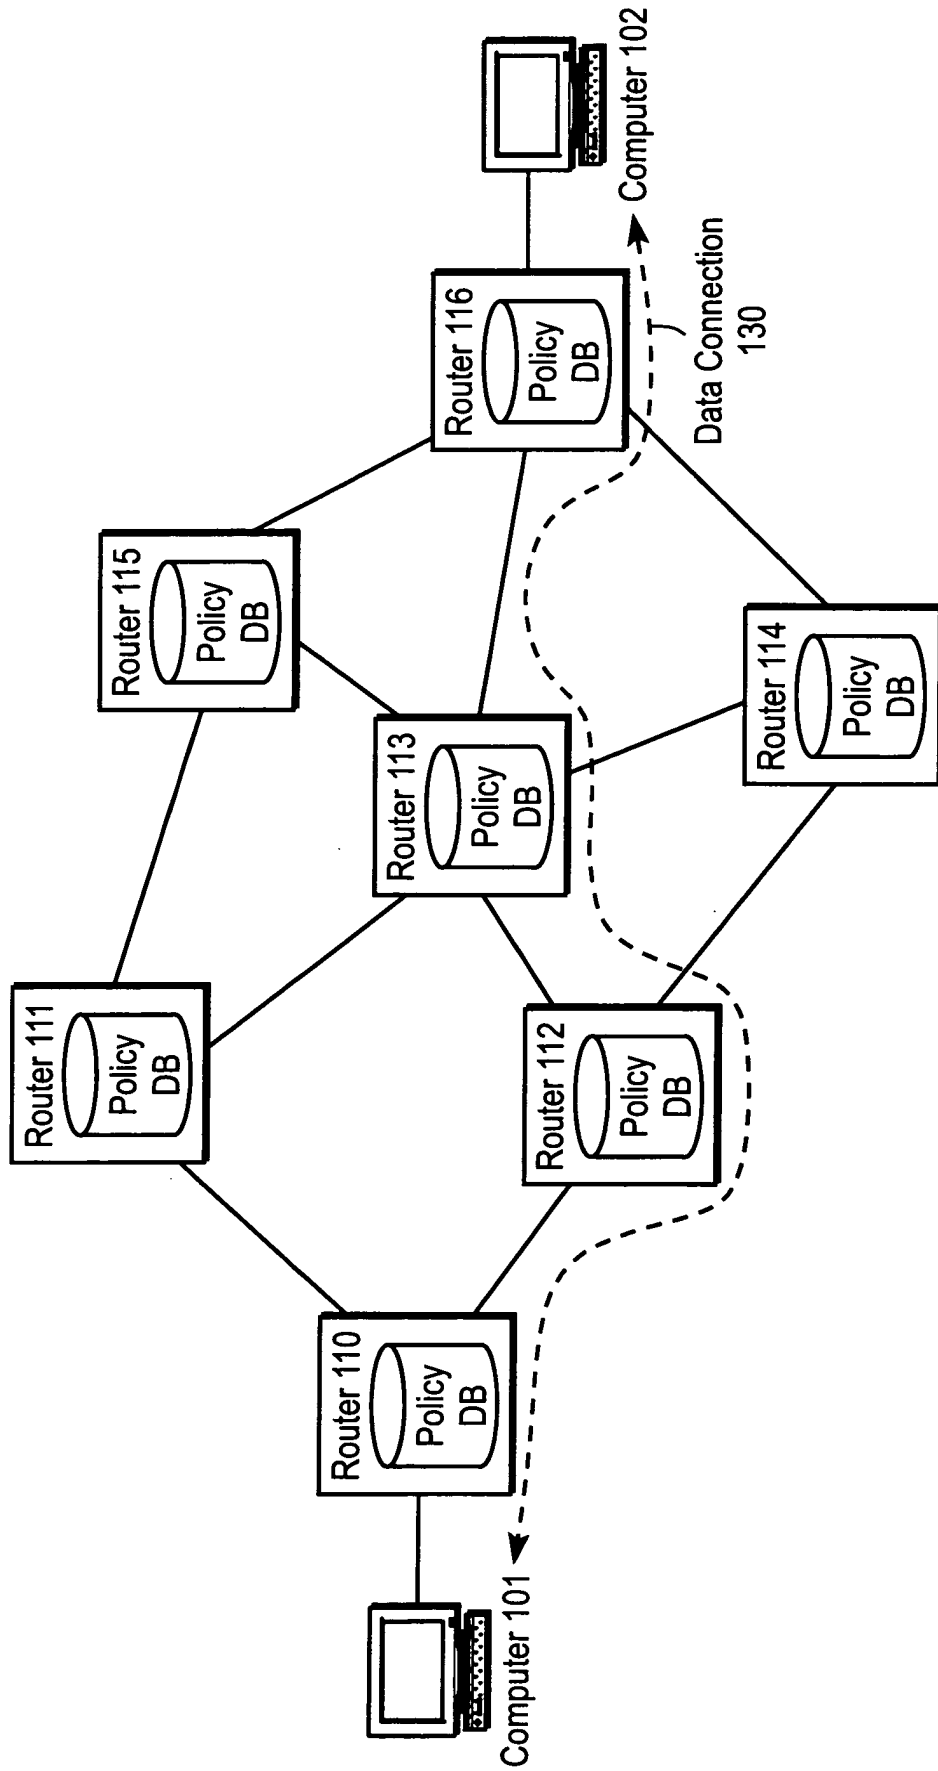 Computer 101
Router 110
Policy
DB
Router 111
Policy
DB
Router 112
Policy
DB
Router 113
Policy
DB
Router 114
Policy
DB
Router 115
Policy
DB
Router 116
Policy
DB
Computer 102
Data Connection
130